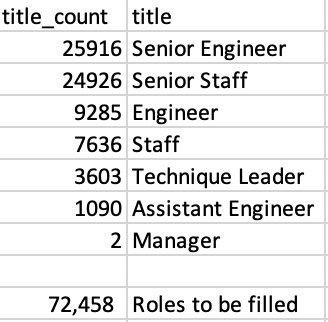 title_count title
25916 Senior Engineer
24926 Senior Staff
9285 Engineer
7636 Staff
3603 Technique Leader
1090 Assistant Engineer
2 Manager
72,458 Roles to be filled